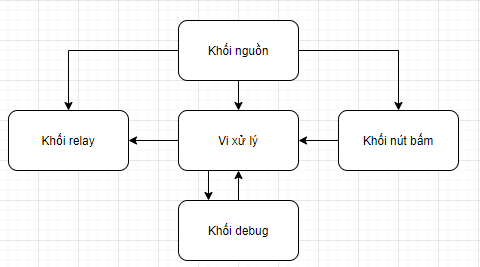 Khối nguồn
Khối relay
Vi xử lý
Khối nút bấm
Khối debug